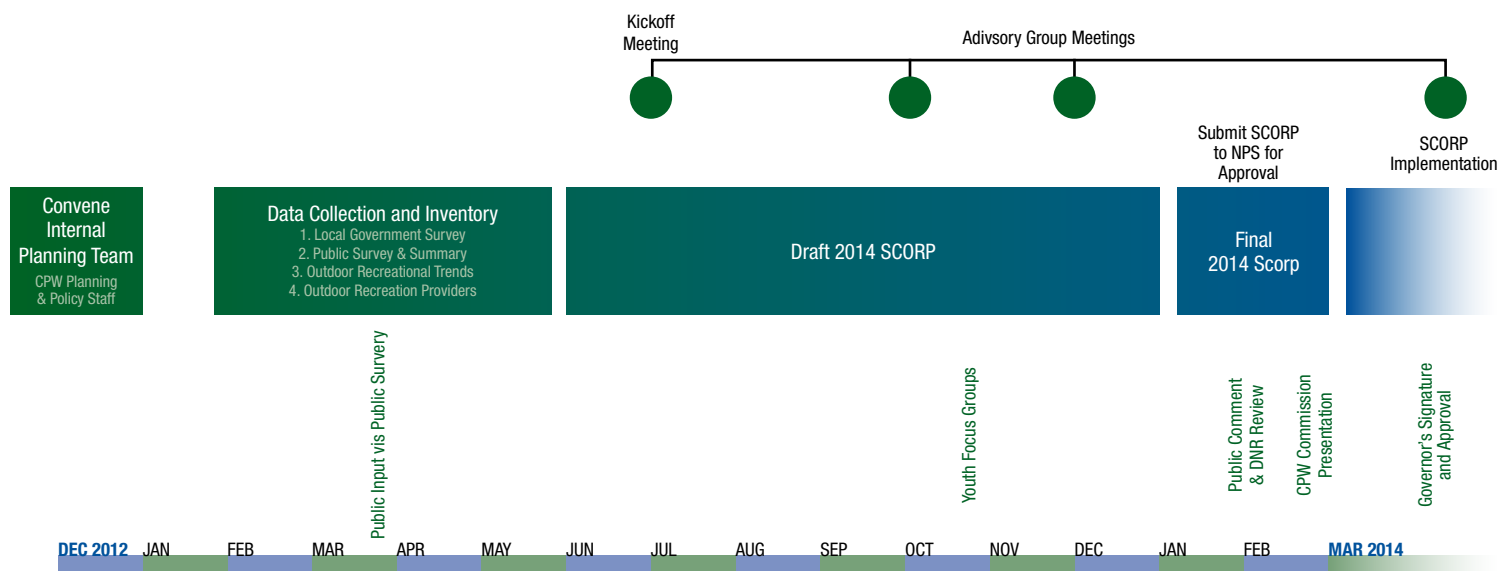 Kickoff
Meeting
Adivsory Group Meetings
Submit SCORP
to NPS for
Approval
SCORP
Implementation
Convene
Internal
Planning Team
CPW Planning
& Policy Staff
Data Collection and Inventory
1. Local Government Survey
2. Public Survey & Summary
3. Outdoor Recreational Trends
4. Outdoor Recreation Providers
Draft 2014 SCORP
Final
2014 Scorp
Public Input vis Public Survery
Youth Focus Groups
Public Comment
& DNR Review
CPW Commission
Presentation
Governor's Signature
and Approval
DEC 2012 JAN FEB MAR APR MAY JUN JUL AUG SEP OCT NOV DEC JAN FEB MAR 2014